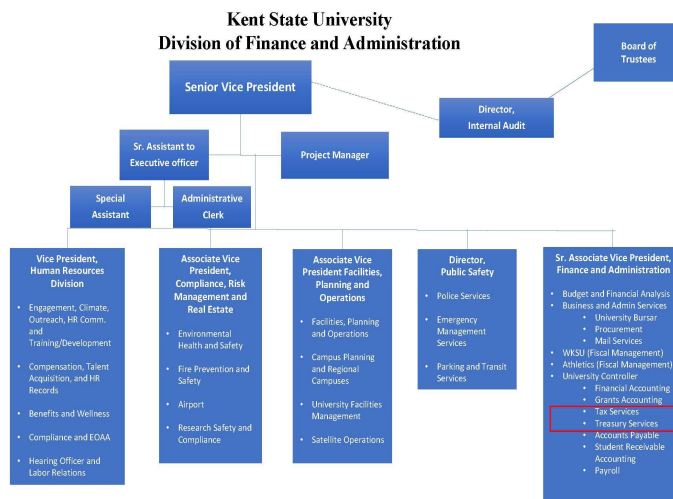 Kent State University
Division of Finance and Administration
Board of
Trustees
Senior Vice President
Director,
Internal Audit
Sr. Assistant to
Executive officer
Project Manager
Special
Assistant
Administrative
Clerk
Vice President,
Human Resources
Division
• Engagement, Climate,
Outreach, HR Comm.
and
Training/Development
• Compensation, Talent
Acquisition, and HR
Records
• Benefits and Wellness
• Compliance and EOAA
• Hearing Officer and
Labor Relations
Associate Vice
President,
Compliance, Risk
Management and
Real Estate
• Environmental
Health and Safety
• Fire Prevention and
Safety
• Airport
• Research Safety and
Compliance
Associate Vice
President Facilities,
Planning and
Operations
• Facilities, Planning
and Operations
• Campus Planning
and Regional
Campuses
• University Facilities
Management
• Satellite Operations
Director,
Public Safety
• Police Services
• Emergency
Management
Services
• Parking and Transit
Services
Sr. Associate Vice President,
Finance and Administration
• Budget and Financial Analysis
• Business and Admin Services
• University Bursar
• Procurement
• Mail Services
• WKSU (Fiscal Management)
• Athletics (Fiscal Management)
• University Controller
• Financial Accounting
• Grants Accounting
• Tax Services
• Treasury Services
• Accounts Payable
• Student Receivable
Accounting
• Payroll